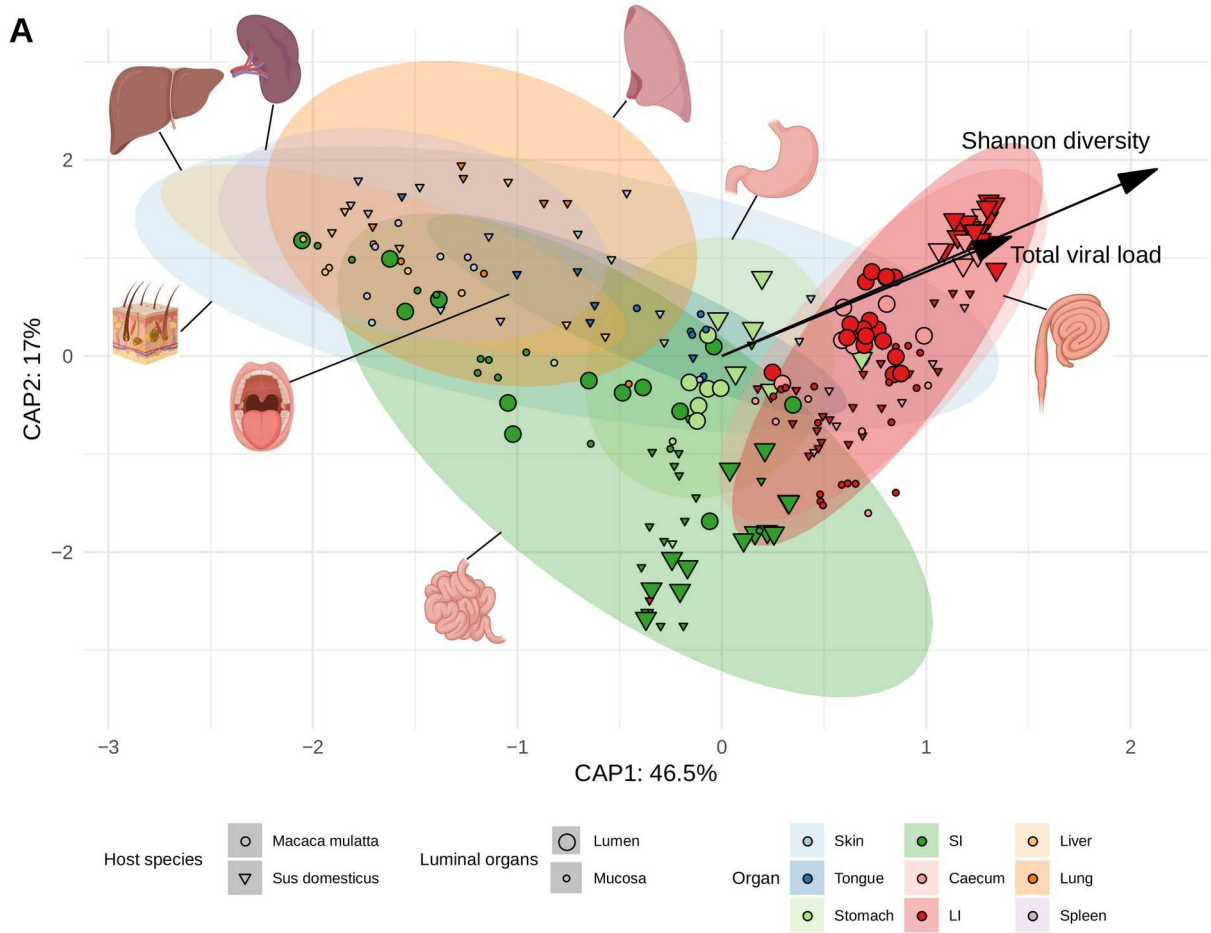 A
Shannon diversity
Total viral load
CAP2: 17%
2
0
−2
−3
−2
−1
0
1
2
CAP1: 46.5%
Host species
Macaca mulatta
Sus domesticus
Luminal organs
Lumen
Mucosa
Organ
Skin
Tongue
Stomach
SI
Caecum
LI
Liver
Lung
Spleen